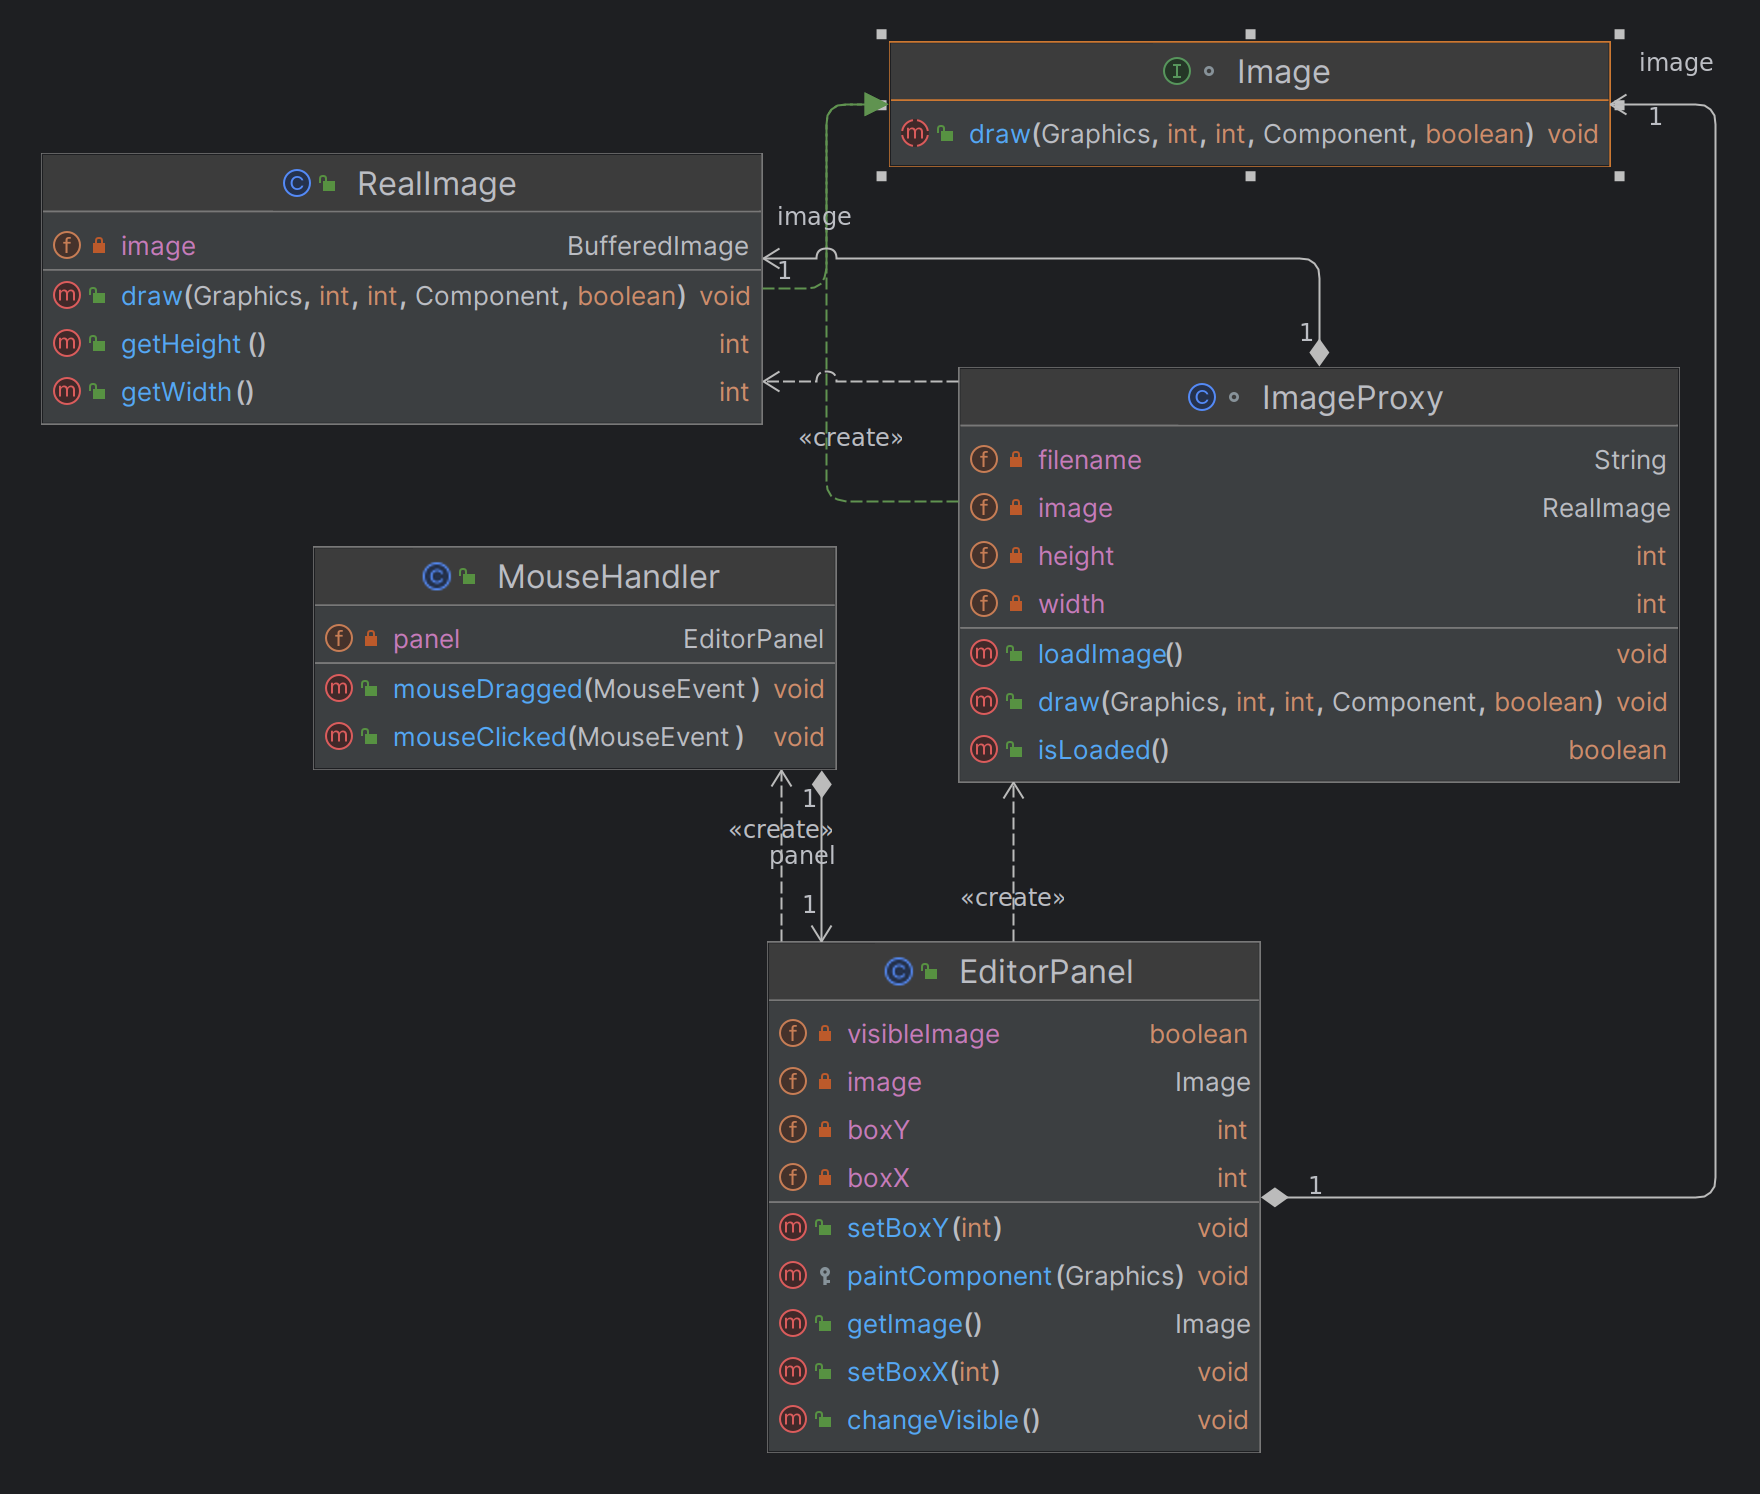 Image
draw(Graphics, int, int, Component, boolean) void
image
1
RealImage
image BufferedImage
draw(Graphics, int, int, Component, boolean) void
getHeight() int
getWidth() int
image
1
1
«create»
ImageProxy
filename String
image RealImage
height int
width int
loadImage() void
draw(Graphics, int, int, Component, boolean) void
isLoaded() boolean
MouseHandler
panel EditorPanel
mouseDragged(MouseEvent) void
mouseClicked(MouseEvent) void
1
«create»
panel
1
«create»
EditorPanel
visibleImage boolean
image Image
boxY int
boxX int
1
setBoxY(int) void
paintComponent(Graphics) void
getImage() Image
setBoxX(int) void
changeVisible() void